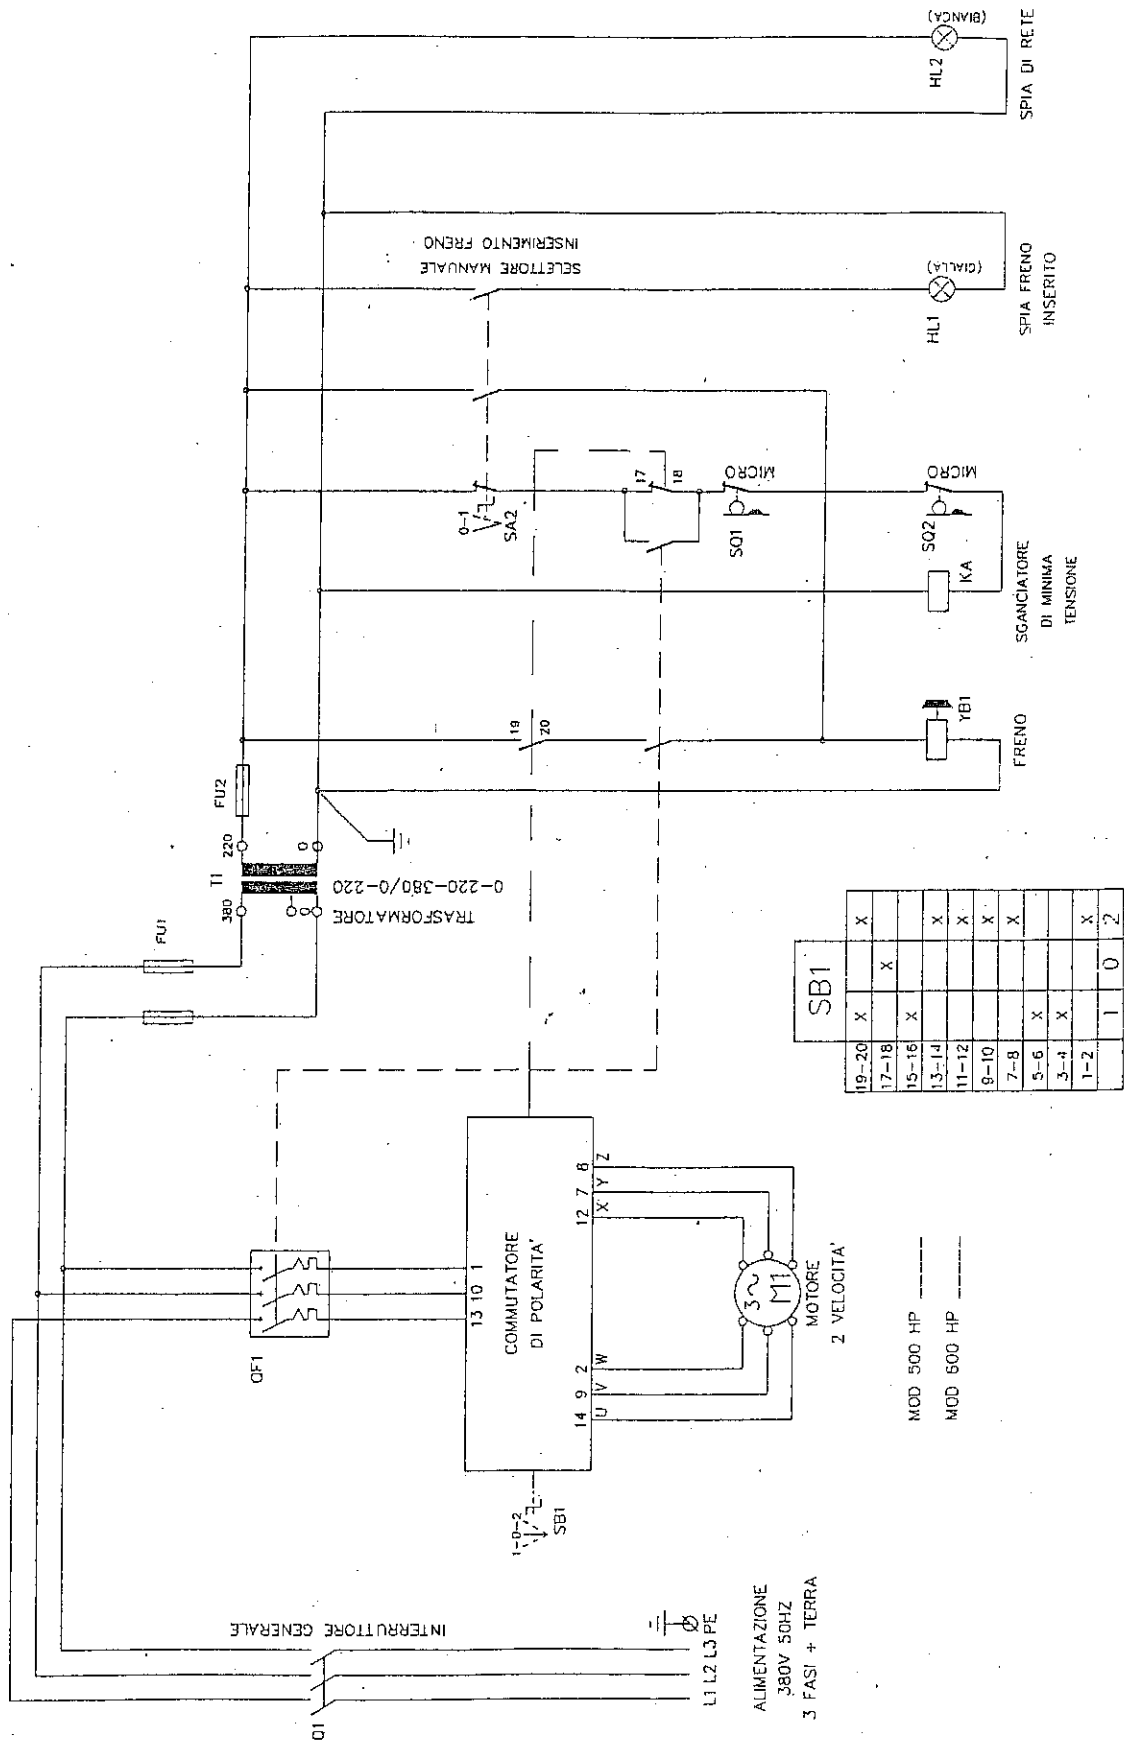 Q1
INTERRUTTORE GENERALE
L1 L2 L3 PE
ALIMENTAZIONE
380V 50HZ
3 FASI + TERRA
1-0-2
SB1
QF1
13 10 1
COMMUTATORE
DI POLARITA'
14 9 2
U V W
12 7 8
X Y Z
3~
M1
MOTORE
2 VELOCITA'
MOD 500 HP
MOD 600 HP
FU1
T1
380
220
0
0
TRASFORMATORE
0-220-380/0-220
FU2
19
20
YB1
FRENO
0-1
SA2
17
18
MICRO
SQ1
MICRO
SQ2
KA
SGANCIATORE
DI MINIMA
TENSIONE
SELETTORE MANUALE
INSERIMENTO FRENO
HL1
(GIALLA)
SPIA FRENO
INSERITO
HL2
(BIANCA)
SPIA DI RETE
SB1
19-20 X X
17-18 X
15-16 X
13-14 X
11-12 X
9-10 X
7-8 X
5-6 X
3-4 X
1-2 X
1 0 2